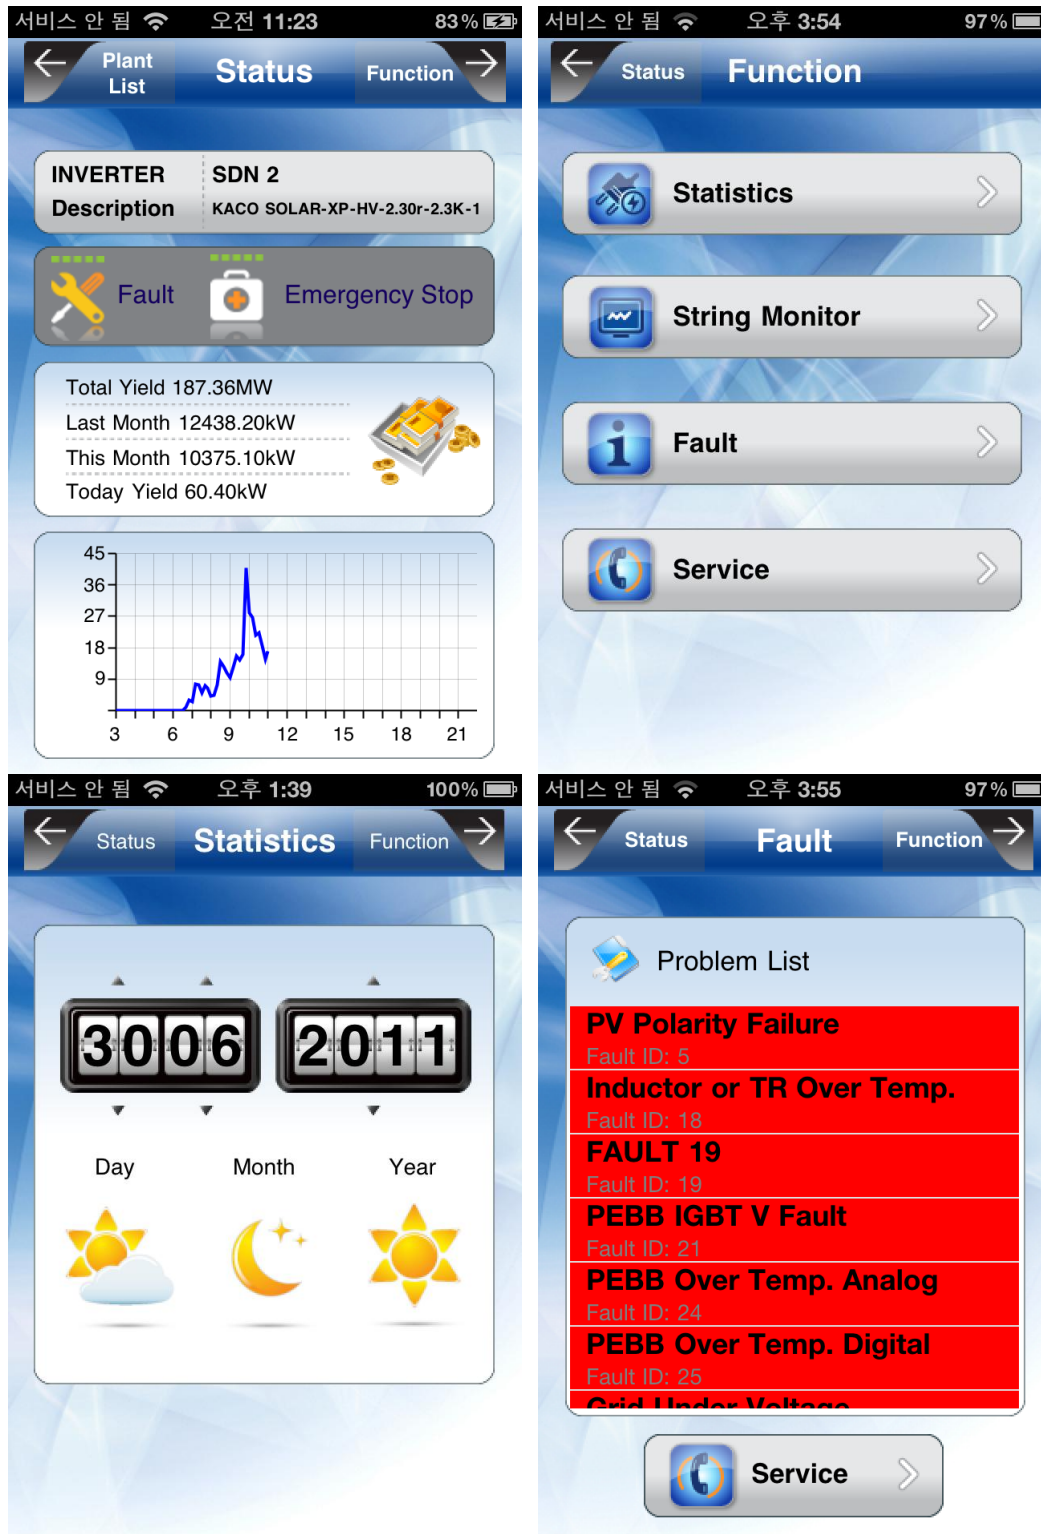 서비스 안 됨 오전 11:23 83%
Plant List
Status
Function
INVERTER SDN 2
Description KACO SOLAR-XP-HV-2.30r-2.3K-1
Fault
Emergency Stop
Total Yield 187.36MW
Last Month 12438.20kW
This Month 10375.10kW
Today Yield 60.40kW
45
36
27
18
9
3 6 9 12 15 18 21
서비스 안 됨 오후 3:54 97%
Status
Function
Statistics
String Monitor
Fault
Service
서비스 안 됨 오후 1:39 100%
Status
Statistics
Function
3006 2011
Day Month Year
서비스 안 됨 오후 3:55 97%
Status
Fault
Function
Problem List
PV Polarity Failure
Fault ID: 5
Inductor or TR Over Temp.
Fault ID: 18
FAULT 19
Fault ID: 19
PEBB IGBT V Fault
Fault ID: 21
PEBB Over Temp. Analog
Fault ID: 24
PEBB Over Temp. Digital
Fault ID: 25
Grid Under Voltage
Service